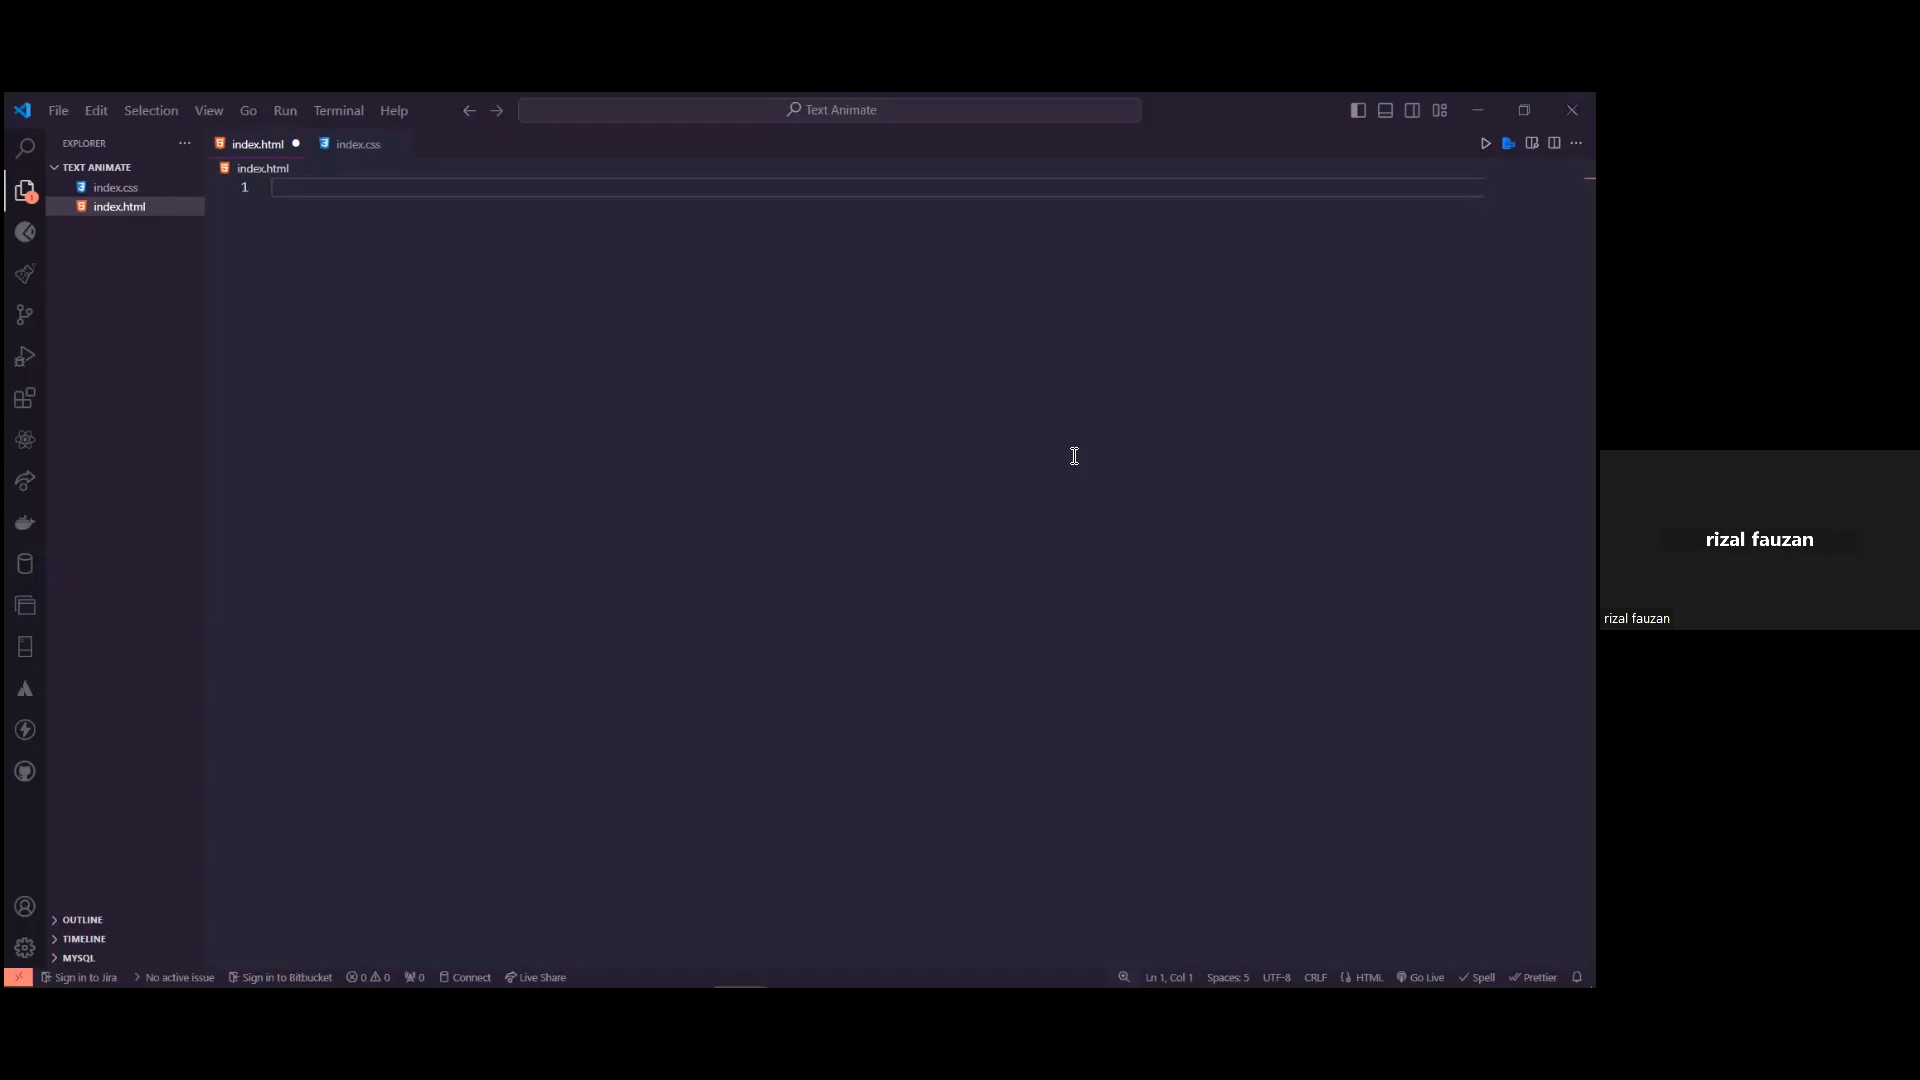 File Edit Selection View Go Run Terminal Help
Text Animate
EXPLORER
index.html
index.css
TEXT ANIMATE
index.html
index.css
1
1
index.html
rizal fauzan
rizal fauzan
OUTLINE
TIMELINE
MYSQL
Sign in to Jira No active issue Sign in to Bitbucket 0 0 0 Connect Live Share
Ln 1, Col 1 Spaces: 5 UTF-8 CRLF HTML Go Live Spell Prettier